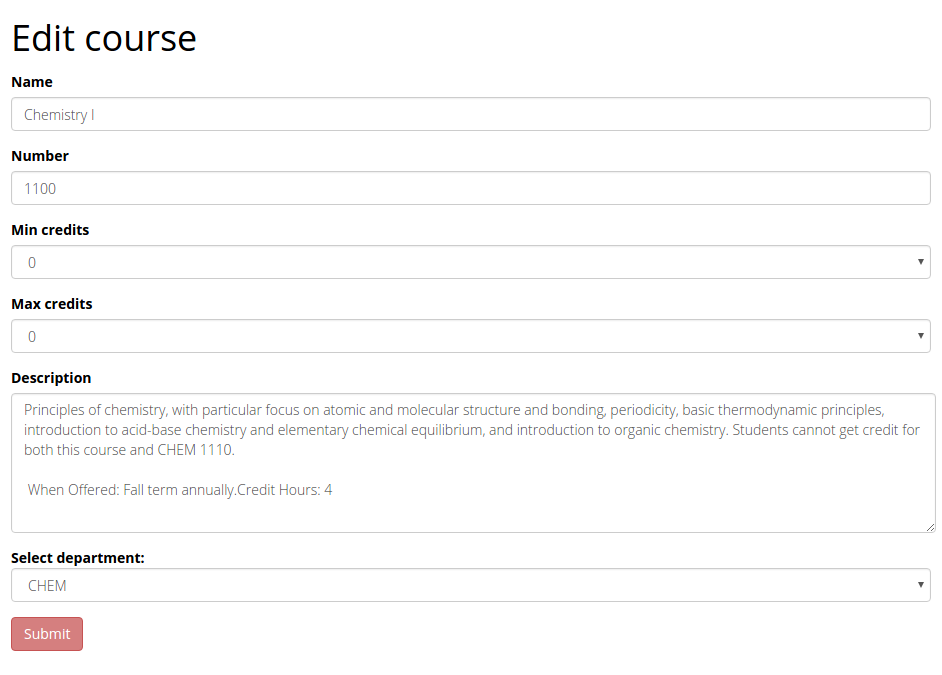 Edit course
Name
Chemistry I
Number
1100
Min credits
0
Max credits
0
Description
Principles of chemistry, with particular focus on atomic and molecular structure and bonding, periodicity, basic thermodynamic principles,
introduction to acid-base chemistry and elementary chemical equilibrium, and introduction to organic chemistry. Students cannot get credit for
both this course and CHEM 1110.
When Offered: Fall term annually.Credit Hours: 4
Select department:
CHEM
Submit